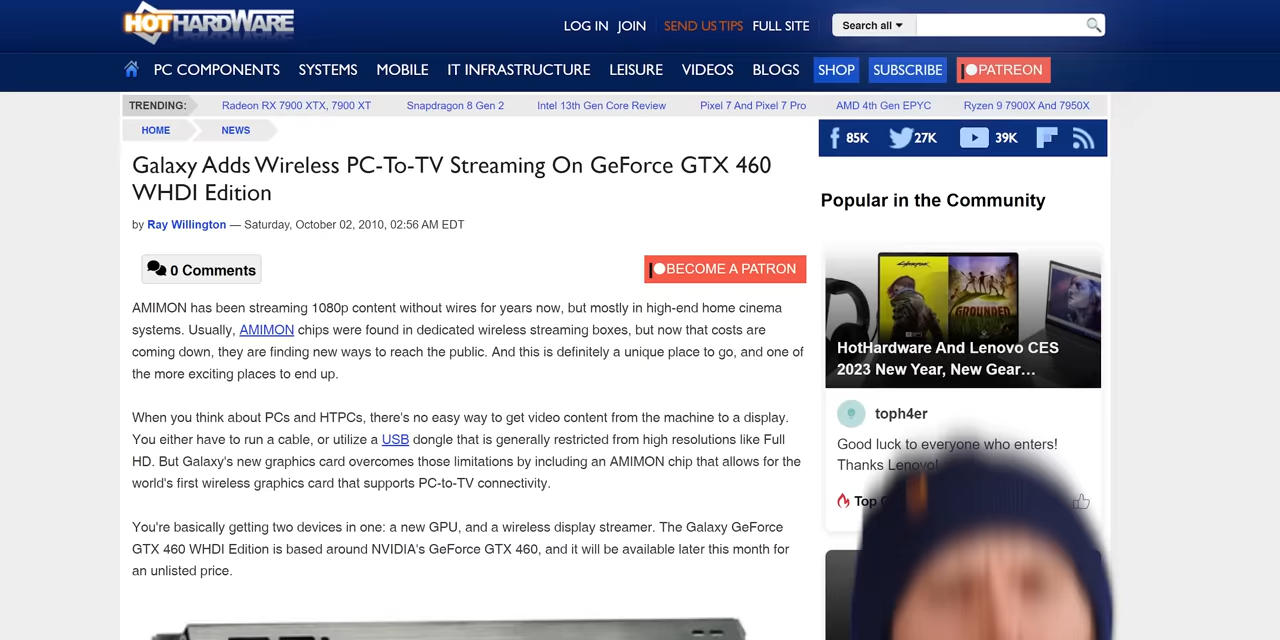 HOTHARDWARE
LOG IN JOIN SEND US TIPS FULL SITE Search all
PC COMPONENTS SYSTEMS MOBILE IT INFRASTRUCTURE LEISURE VIDEOS BLOGS SHOP SUBSCRIBE PATREON
TRENDING: Radeon RX 7900 XTX, 7900 XT Snapdragon 8 Gen 2 Intel 13th Gen Core Review Pixel 7 And Pixel 7 Pro AMD 4th Gen EPYC Ryzen 9 7900X And 7950X
HOME NEWS
85K 27K 39K
Galaxy Adds Wireless PC-To-TV Streaming On GeForce GTX 460
WHDI Edition
by Ray Willington — Saturday, October 02, 2010, 02:56 AM EDT
0 Comments
BECOME A PATRON
AMIMON has been streaming 1080p content without wires for years now, but mostly in high-end home cinema
systems. Usually, AMIMON chips were found in dedicated wireless streaming boxes, but now that costs are
coming down, they are finding new ways to reach the public. And this is definitely a unique place to go, and one of
the more exciting places to end up.
When you think about PCs and HTPCs, there's no easy way to get video content from the machine to a display.
You either have to run a cable, or utilize a USB dongle that is generally restricted from high resolutions like Full
HD. But Galaxy's new graphics card overcomes those limitations by including an AMIMON chip that allows for the
world's first wireless graphics card that supports PC-to-TV connectivity.
You're basically getting two devices in one: a new GPU, and a wireless display streamer. The Galaxy GeForce
GTX 460 WHDI Edition is based around NVIDIA's GeForce GTX 460, and it will be available later this month for
an unlisted price.
Popular in the Community
GROUNDED
HotHardware And Lenovo CES
2023 New Year, New Gear…
toph4er
Good luck to everyone who enters!
Thanks Lenovo!
Top